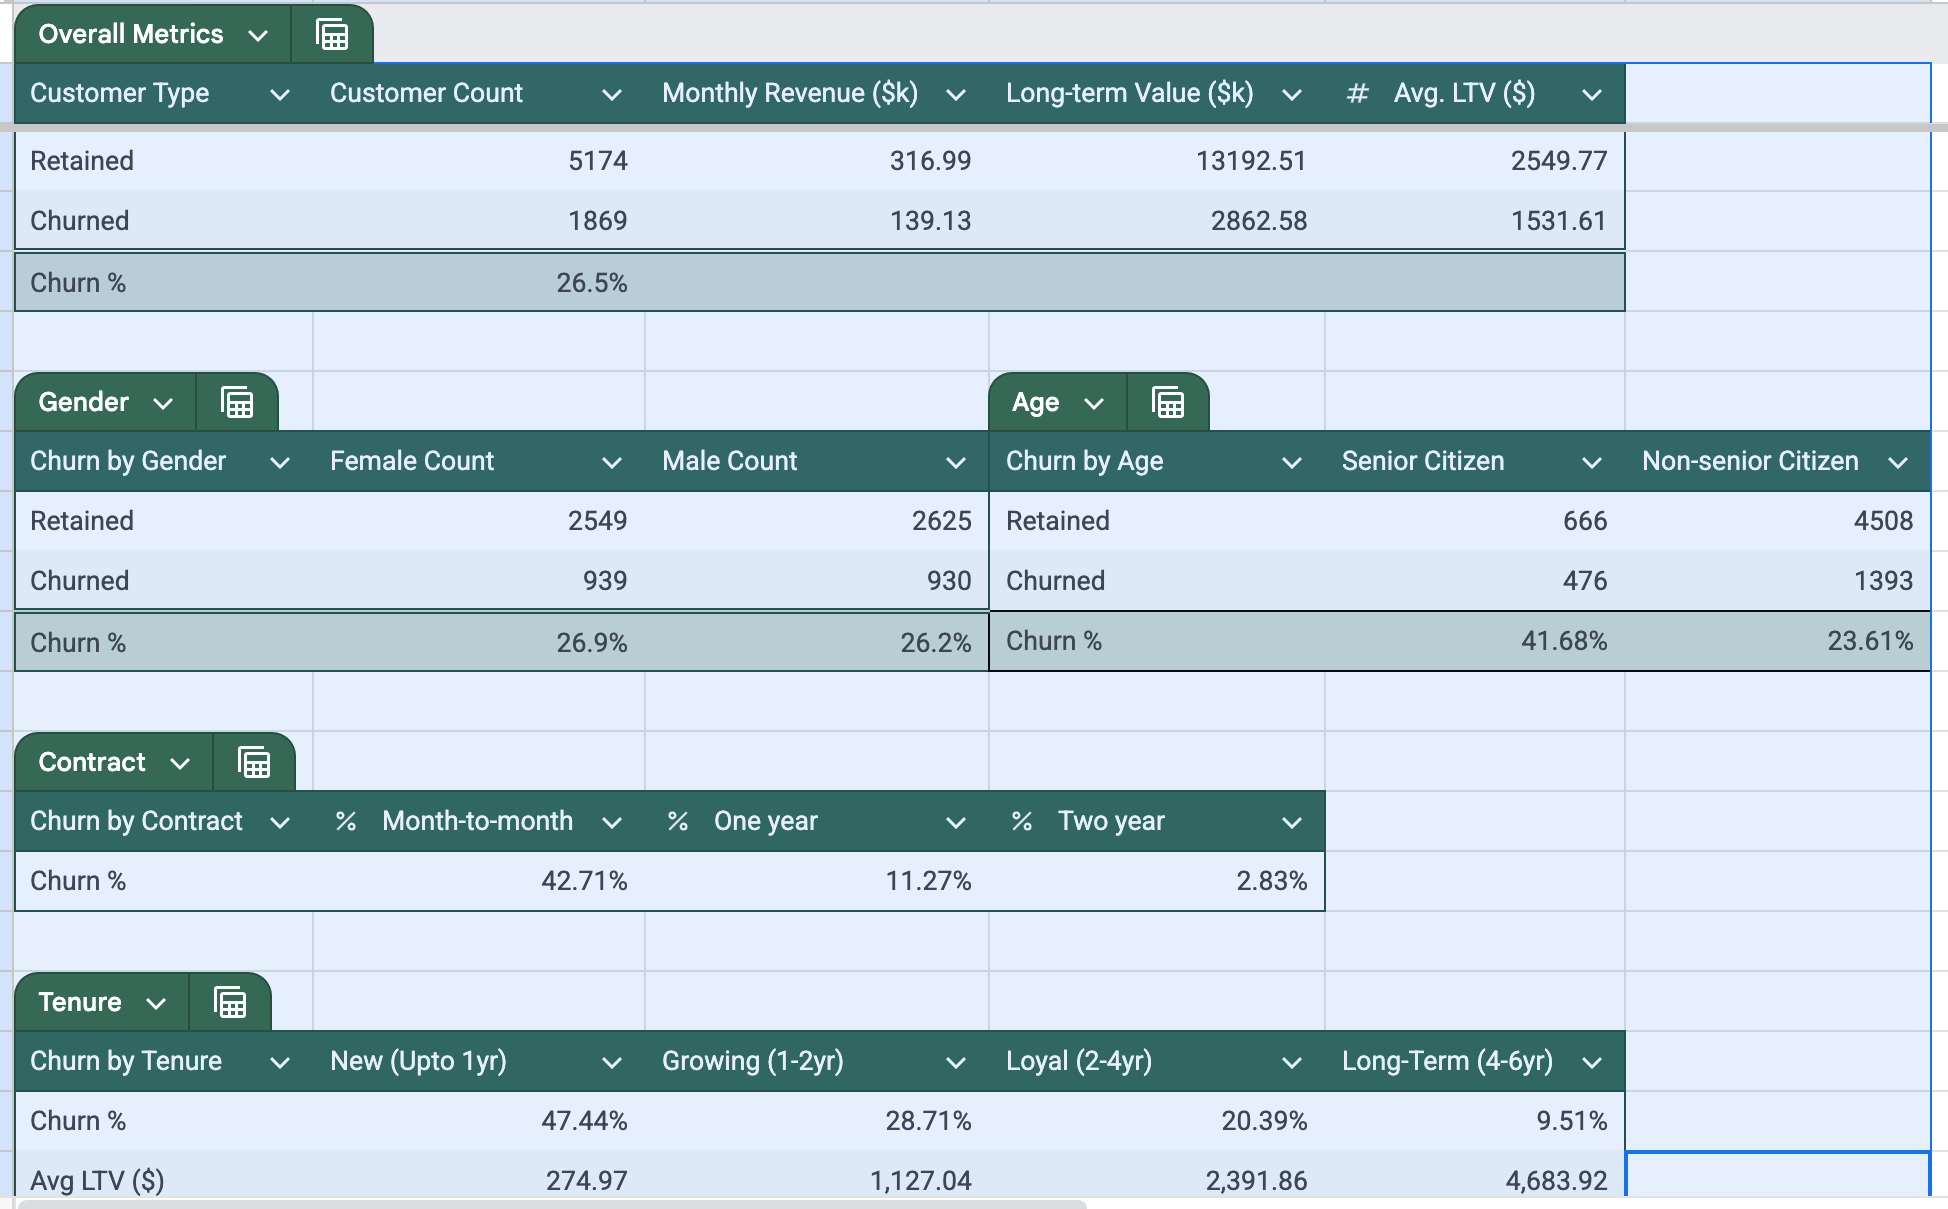 Overall Metrics
Customer Type Customer Count Monthly Revenue ($k) Long-term Value ($k) # Avg. LTV ($)
Retained 5174 316.99 13192.51 2549.77
Churned 1869 139.13 2862.58 1531.61
Churn % 26.5%
Gender Age
Churn by Gender Female Count Male Count Churn by Age Senior Citizen Non-senior Citizen
Retained 2549 2625 Retained 666 4508
Churned 939 930 Churned 476 1393
Churn % 26.9% 26.2% Churn % 41.68% 23.61%
Contract
Churn by Contract % Month-to-month % One year % Two year
Churn % 42.71% 11.27% 2.83%
Tenure
Churn by Tenure New (Upto 1yr) Growing (1-2yr) Loyal (2-4yr) Long-Term (4-6yr)
Churn % 47.44% 28.71% 20.39% 9.51%
Avg LTV ($) 274.97 1,127.04 2,391.86 4,683.92